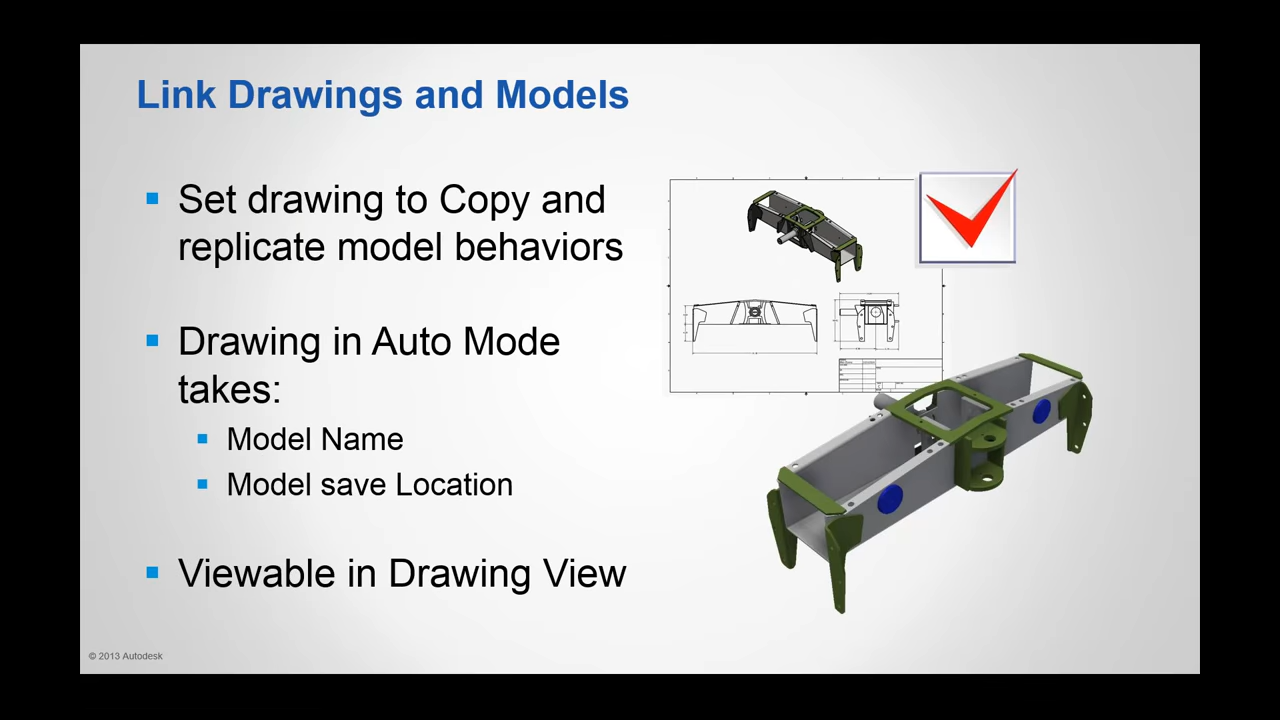 Link Drawings and Models
Set drawing to Copy and
replicate model behaviors
Drawing in Auto Mode
takes:
Model Name
Model save Location
Viewable in Drawing View
© 2013 Autodesk